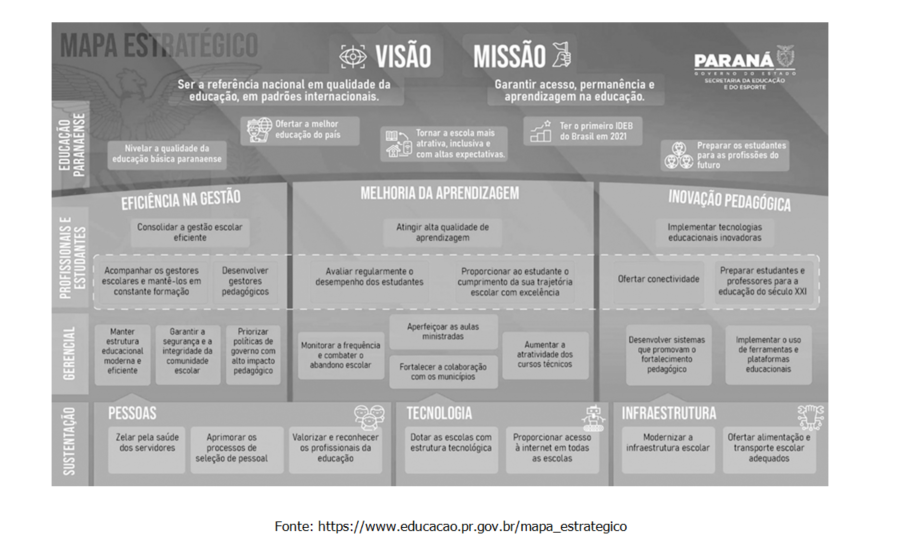 MAPA ESTRATÉGICO
VISÃO
Ser a referência nacional em qualidade da
educação, em padrões internacionais.
MISSÃO
Garantir acesso, permanência e
aprendizagem na educação.
PARANÁ
GOVERNO DO ESTADO
SECRETARIA DA EDUCAÇÃO
E DO ESPORTE
EDUCAÇÃO
PARANAENSE
Nivelar a qualidade da
educação básica paranaense
Ofertar a melhor
educação do país
Tornar a escola mais
atrativa, inclusiva e
com altas expectativas.
Ter o primeiro IDEB
do Brasil em 2021
Preparar os estudantes
para as profissões do
futuro
PROFISSIONAIS E
ESTUDANTES
EFICIÊNCIA NA GESTÃO
Consolidar a gestão escolar
eficiente
Acompanhar os gestores
escolares e mantê-los em
constante formação
Desenvolver
gestores
pedagógicos
MELHORIA DA APRENDIZAGEM
Atingir alta qualidade de
aprendizagem
Avaliar regularmente o
desempenho dos estudantes
Proporcionar ao estudante o
cumprimento da sua trajetória
escolar com excelência
INOVAÇÃO PEDAGÓGICA
Implementar tecnologias
educacionais inovadoras
Ofertar conectividade
Preparar estudantes e
professores para a
educação do século XXI
GERENCIAL
Manter
estrutura
educacional
moderna e
eficiente
Garantir a
segurança e a
integridade da
comunidade
escolar
Priorizar
políticas de
governo com
alto impacto
pedagógico
Monitorar a frequência
e combater o
abandono escolar
Aperfeiçoar as aulas
ministradas
Fortalecer a colaboração
com os municípios
Aumentar a
atratividade dos
cursos técnicos
Desenvolver sistemas
que promovam o
fortalecimento
pedagógico
Implementar o uso
de ferramentas e
plataformas
educacionais
SUSTENTAÇÃO
PESSOAS
Zelar pela saúde
dos servidores
Aprimorar os
processos de
seleção de pessoal
Valorizar e reconhecer
os profissionais da
educação
TECNOLOGIA
Dotar as escolas com
estrutura tecnológica
Proporcionar acesso
à internet em todas
as escolas
INFRAESTRUTURA
Modernizar a
infraestrutura escolar
Ofertar alimentação e
transporte escolar
adequados
Fonte: https://www.educacao.pr.gov.br/mapa_estrategico